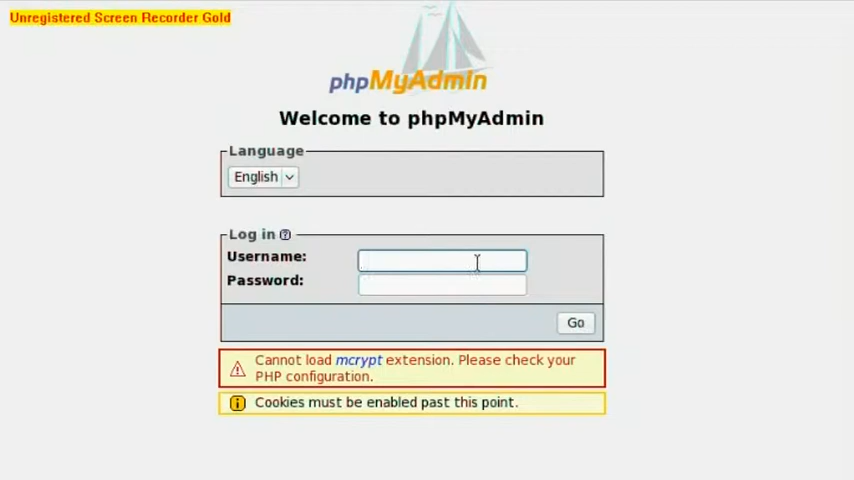 Unregistered Screen Recorder Gold
phpMyAdmin
Welcome to phpMyAdmin
Language
English
Log in
Username:
Password:
Go
Cannot load mcrypt extension. Please check your
PHP configuration.
Cookies must be enabled past this point.